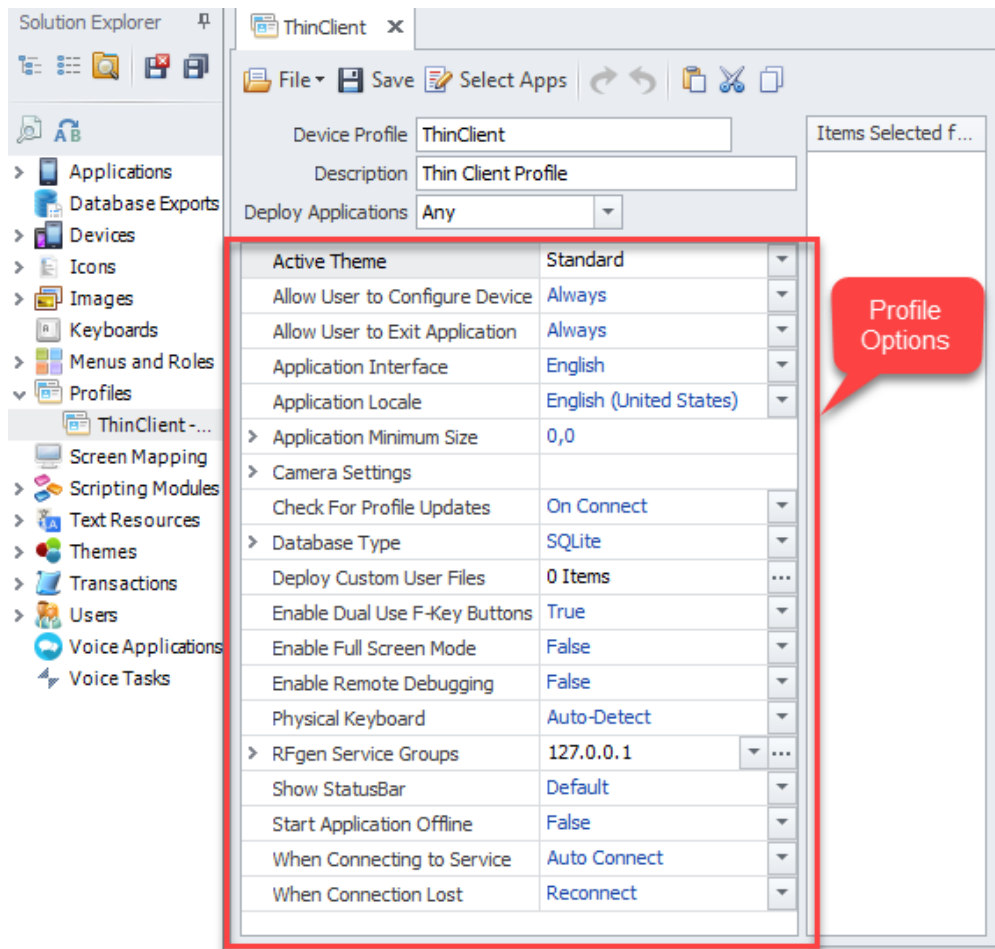 Solution Explorer
ThinClient X
File Save Select Apps
Device Profile ThinClient
Description Thin Client Profile
Deploy Applications Any
Items Selected f...
Applications
Database Exports
Devices
Icons
Images
Keyboards
Menus and Roles
Profiles
ThinClient -...
Screen Mapping
Scripting Modules
Text Resources
Themes
Transactions
Users
Voice Applications
Voice Tasks
Active Theme Standard
Allow User to Configure Device Always
Allow User to Exit Application Always
Application Interface English
Application Locale English (United States)
Application Minimum Size 0,0
Camera Settings
Check For Profile Updates On Connect
Database Type SQLite
Deploy Custom User Files 0 Items ...
Enable Dual Use F-Key Buttons True
Enable Full Screen Mode False
Enable Remote Debugging False
Physical Keyboard Auto-Detect
RFgen Service Groups 127.0.0.1 ...
Show StatusBar Default
Start Application Offline False
When Connecting to Service Auto Connect
When Connection Lost Reconnect
Profile
Options